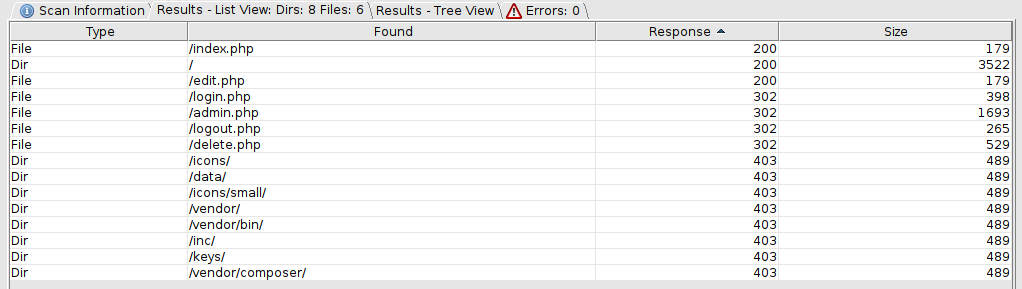 Scan Information Results - List View: Dirs: 8 Files: 6 Results - Tree View Errors: 0
Type Found Response Size
File /index.php 200 179
Dir / 200 3522
File /edit.php 200 179
File /login.php 302 398
File /admin.php 302 1693
File /logout.php 302 265
File /delete.php 302 529
Dir /icons/ 403 489
Dir /data/ 403 489
Dir /icons/small/ 403 489
Dir /vendor/ 403 489
Dir /vendor/bin/ 403 489
Dir /inc/ 403 489
Dir /keys/ 403 489
Dir /vendor/composer/ 403 489